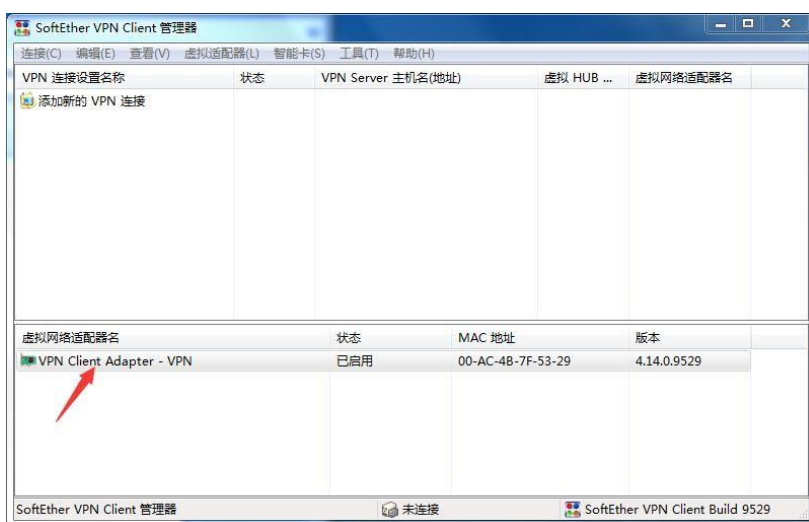 SoftEther VPN Client 管理器
连接(C) 编辑(E) 查看(V) 虚拟适配器(L) 智能卡(S) 工具(T) 帮助(H)
VPN 连接设置名称 状态 VPN Server 主机名(地址) 虚拟 HUB ... 虚拟网络适配器名
添加新的 VPN 连接
虚拟网络适配器名 状态 MAC 地址 版本
VPN Client Adapter - VPN 已启用 00-AC-4B-7F-53-29 4.14.0.9529
SoftEther VPN Client 管理器 未连接 SoftEther VPN Client Build 9529